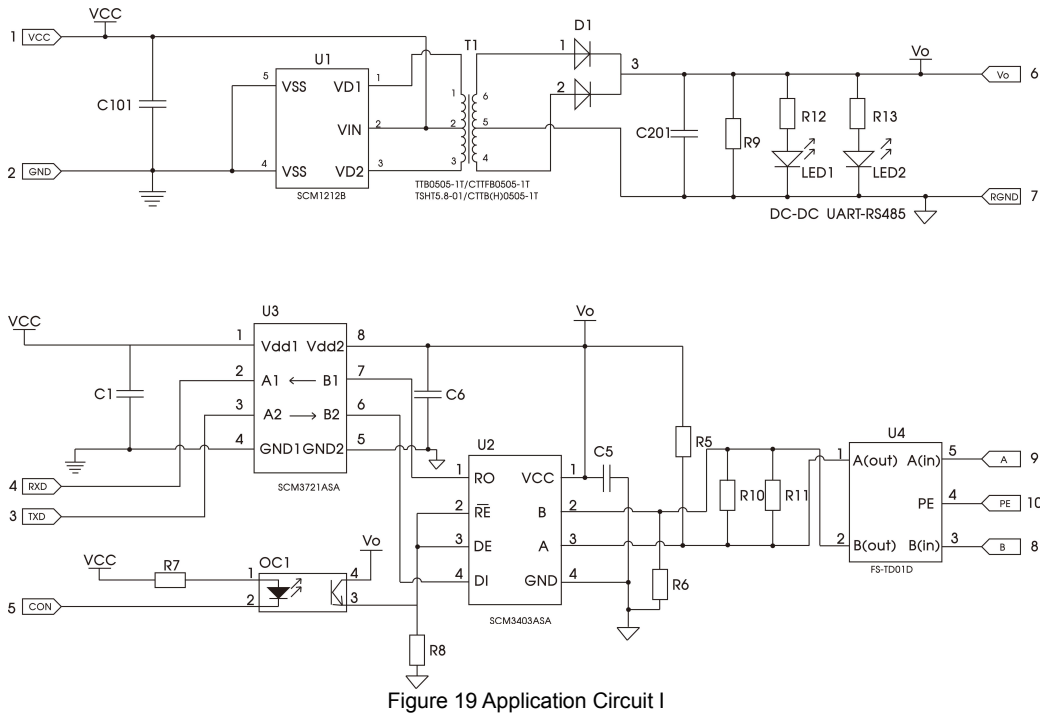 VCC
1 VCC
C101
U1
5 VSS VD1 1
VIN 2
4 VSS VD2 3
SCM1212B
2 GND
T1
1 6
2 5
3 4
TTB0505-1T/CTTFB0505-1T
TSHT5.8-01/CTTB(H)0505-1T
D1
1
2
3
C201
R9
R12
R13
LED1
LED2
Vo
Vo 6
RGND 7
DC-DC UART-RS485
VCC
C1
U3
1 Vdd1 Vdd2 8
2 A1 ← B1 7
3 A2 → B2 6
4 GND1 GND2 5
SCM3721ASA
C6
4 RXD
3 TXD
VCC
R7
OC1
1 4
2 3
Vo
5 CON
R8
U2
1 RO VCC 1
2 RE B 2
3 DE A 3
4 DI GND 4
SCM3403ASA
Vo
C5
R5
R6
R10
R11
U4
1 A(out) A(in) 5
PE 4
2 B(out) B(in) 3
FS-TD01D
A 9
PE 10
B 8
Figure 19 Application Circuit I